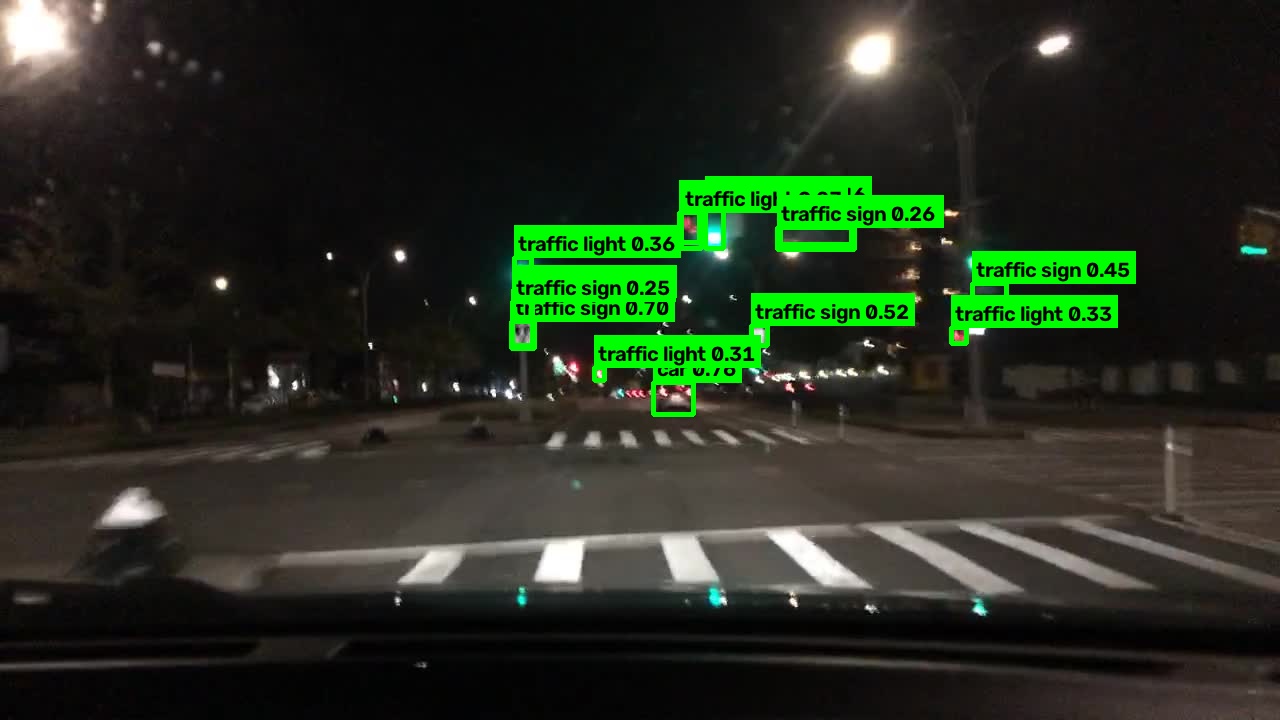 traffic light
traffic sign 0.26
traffic light 0.36
traffic sign 0.45
traffic sign 0.25
traffic sign 0.70
traffic sign 0.52
traffic light 0.33
traffic light 0.31
car 0.76